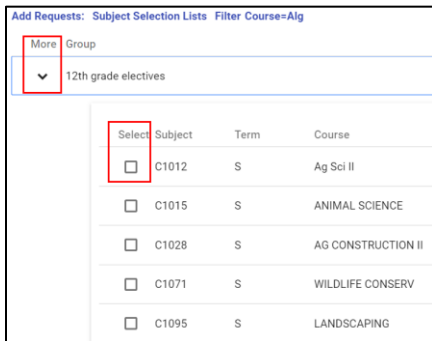 Add Requests: Subject Selection Lists Filter Course=Alg
More Group
12th grade electives
Select Subject Term Course
C1012 S Ag Sci II
C1015 S ANIMAL SCIENCE
C1028 S AG CONSTRUCTION II
C1071 S WILDLIFE CONSERV
C1095 S LANDSCAPING